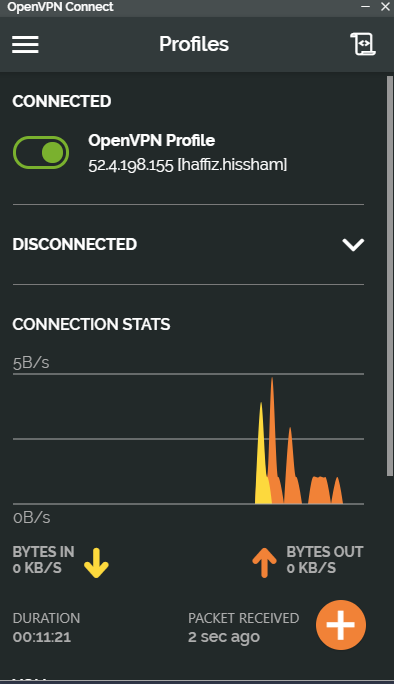 OpenVPN Connect
Profiles
CONNECTED
OpenVPN Profile
52.4.198.155 [haffiz.hissham]
DISCONNECTED
CONNECTION STATS
5B/s
0B/s
BYTES IN
0 KB/S
BYTES OUT
0 KB/S
DURATION
00:11:21
PACKET RECEIVED
2 sec ago